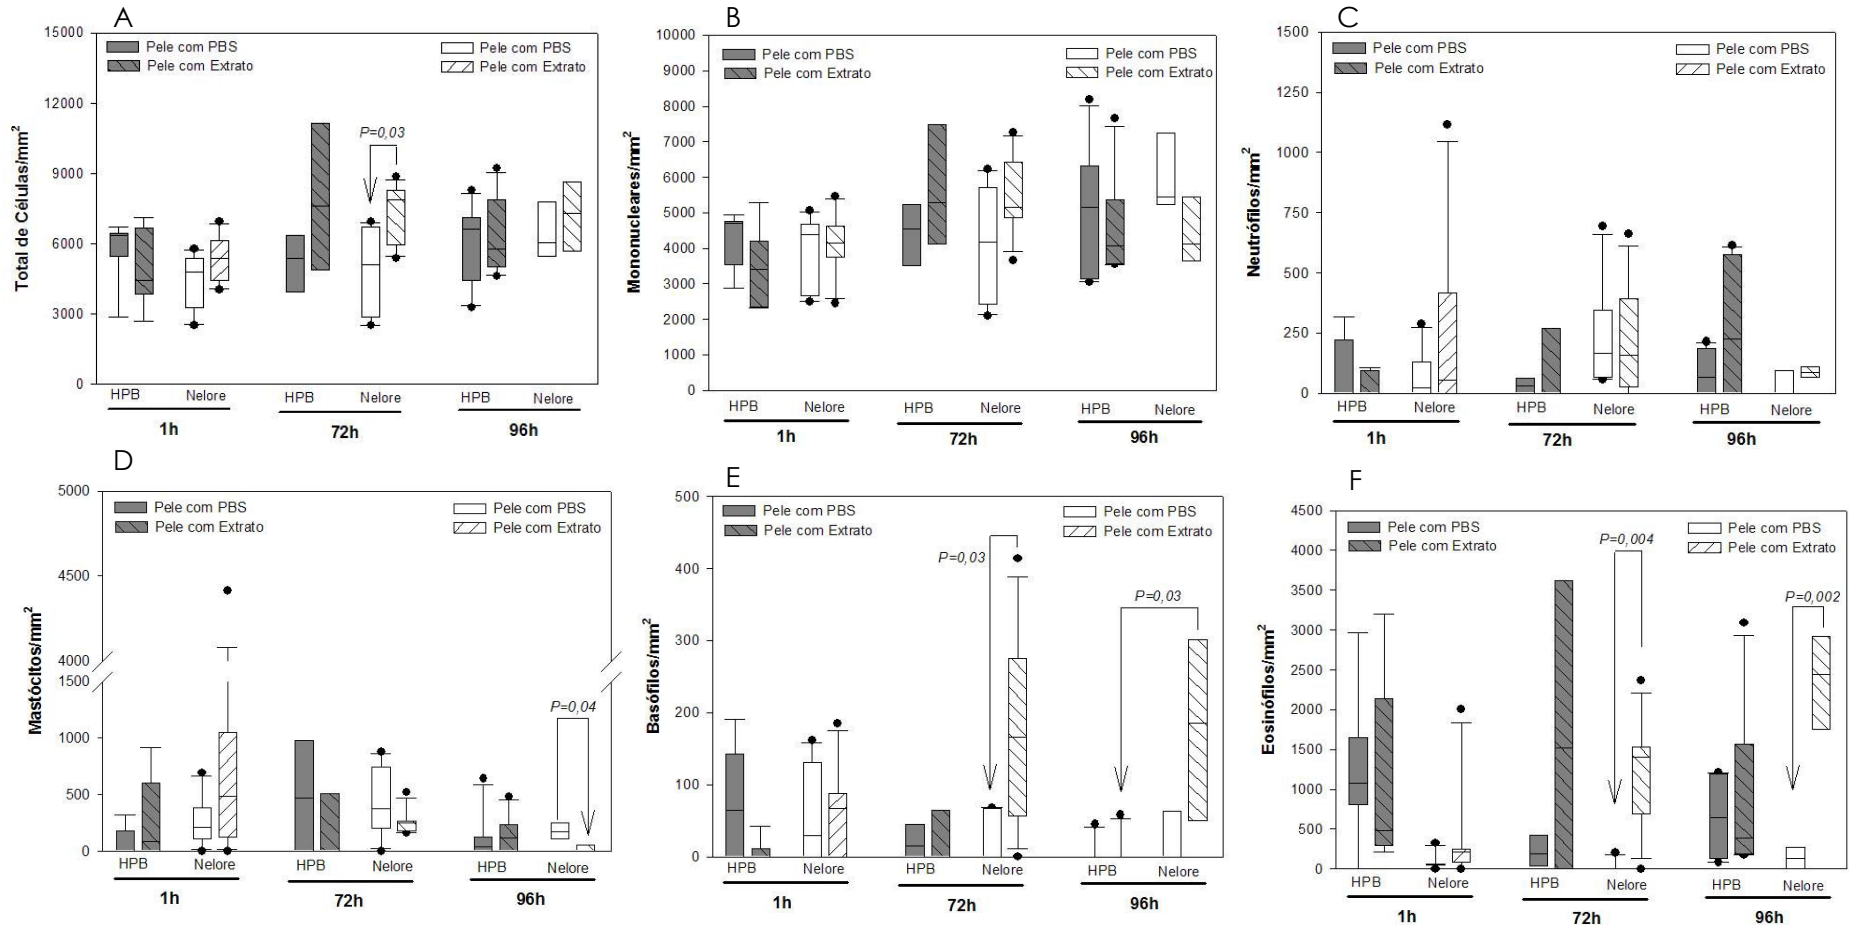 A
Total de Células/mm²
15000
12000
9000
6000
3000
0
Pele com PBS
Pele com Extrato
Pele com PBS
Pele com Extrato
P=0,03
HPB Nelore HPB Nelore HPB Nelore
1h 72h 96h
B
Mononucleares/mm²
10000
9000
8000
7000
6000
5000
4000
3000
2000
1000
0
Pele com PBS
Pele com Extrato
Pele com PBS
Pele com Extrato
HPB Nelore HPB Nelore HPB Nelore
1h 72h 96h
C
Neutrófilos/mm²
1500
1250
1000
750
500
250
0
Pele com PBS
Pele com Extrato
Pele com PBS
Pele com Extrato
HPB Nelore HPB Nelore HPB Nelore
1h 72h 96h
D
Mastócitos/mm²
5000
4500
4000
1500
1000
500
0
Pele com PBS
Pele com Extrato
Pele com PBS
Pele com Extrato
P=0,04
HPB Nelore HPB Nelore HPB Nelore
1h 72h 96h
E
Basófilos/mm²
500
400
300
200
100
0
Pele com PBS
Pele com Extrato
Pele com PBS
Pele com Extrato
P=0,03
P=0,03
HPB Nelore HPB Nelore HPB Nelore
1h 72h 96h
F
Eosinófilos/mm²
4500
4000
3500
3000
2500
2000
1500
1000
500
0
Pele com PBS
Pele com Extrato
Pele com PBS
Pele com Extrato
P=0,004
P=0,002
HPB Nelore HPB Nelore HPB Nelore
1h 72h 96h